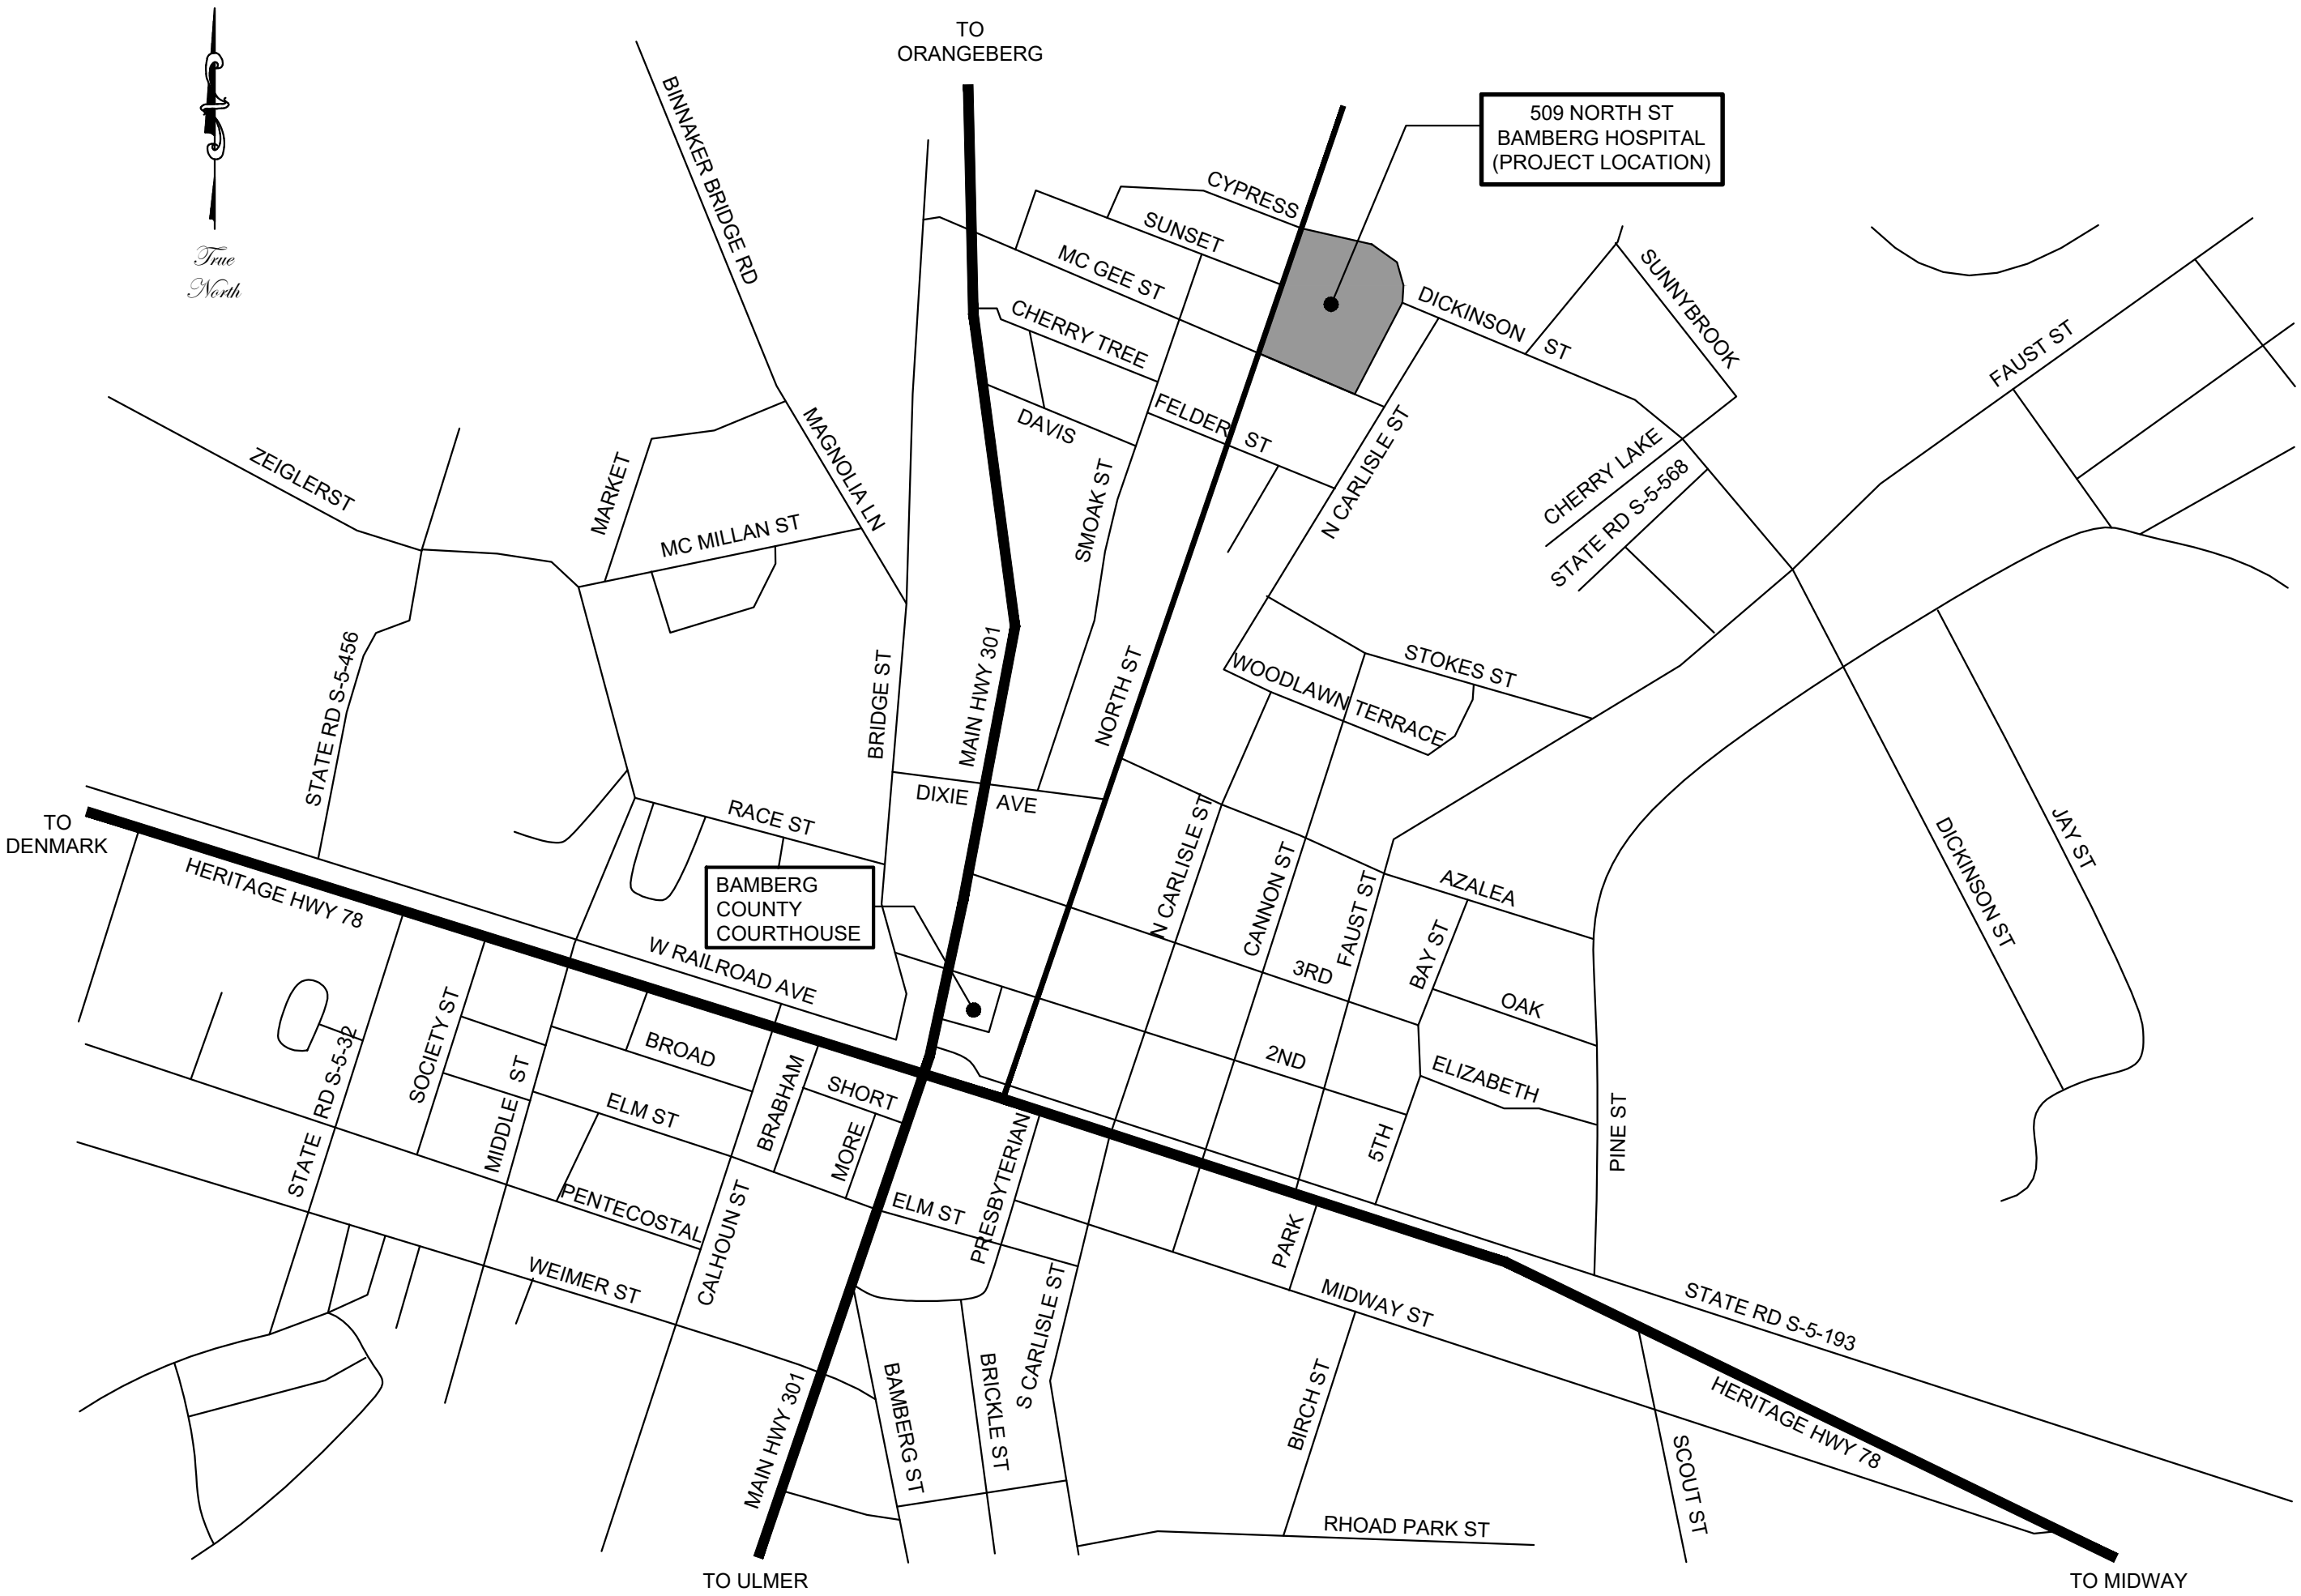 TO
ORANGEBERG
True
North
509 NORTH ST
BAMBERG HOSPITAL
(PROJECT LOCATION)
BINNAKER BRIDGE RD
CYPRESS
SUNSET
MC GEE ST
CHERRY TREE
DICKINSON ST
SUNNYBROOK
FAUST ST
DAVIS
FELDER ST
N CARLISLE ST
MAGNOLIA LN
MARKET
ZEIGLERST
MC MILLAN ST
SMOAK ST
CHERRY LAKE
STATE RD S-5-568
STATE RD S-5-456
BRIDGE ST
MAIN HWY 301
NORTH ST
STOKES ST
WOODLAWN TERRACE
DIXIE AVE
RACE ST
TO
DENMARK
HERITAGE HWY 78
BAMBERG
COUNTY
COURTHOUSE
W RAILROAD AVE
N CARLISLE ST
CANNON ST
FAUST ST
AZALEA
BAY ST
3RD
OAK
DICKINSON ST
JAY ST
STATE RD S-5-32
SOCIETY ST
MIDDLE ST
BROAD
ELM ST
BRABHAM
SHORT
MORE
2ND
ELIZABETH
5TH
PINE ST
PENTECOSTAL
CALHOUN ST
ELM ST
PRESBYTERIAN
PARK
WEIMER ST
MIDWAY ST
STATE RD S-5-193
S CARLISLE ST
MAIN HWY 301
BAMBERG ST
BRICKLE ST
BIRCH ST
HERITAGE HWY 78
SCOUT ST
RHOAD PARK ST
TO ULMER
TO MIDWAY